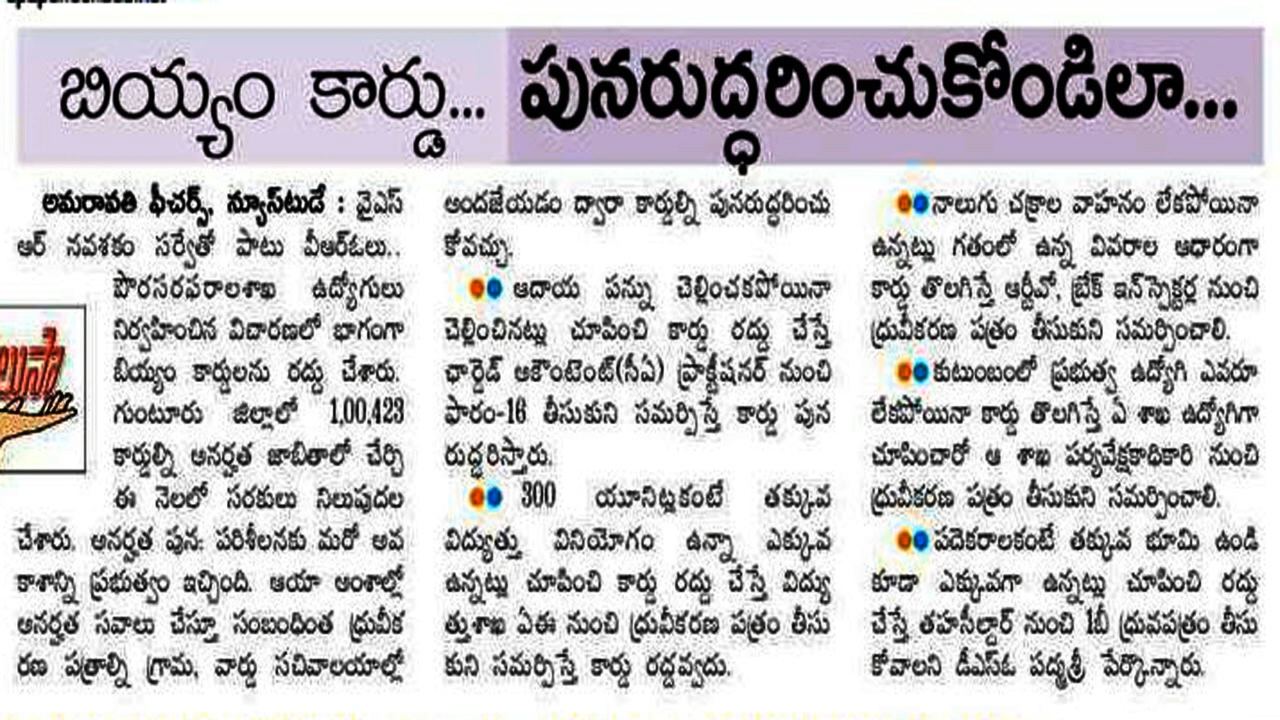 బియ్యం కార్డు... పునరుద్ధరించుకోండిలా...
అమరావతి ఫీచర్స్, న్యూస్‌టుడే : వైఎస్
ఆర్ నవశకం సర్వేతో పాటు వీఆర్ఓలు..
పౌరసరఫరాలశాఖ ఉద్యోగులు
నిర్వహించిన విచారణలో భాగంగా
బియ్యం కార్డులను రద్దు చేశారు.
గుంటూరు జిల్లాలో 1,00,423
కార్డుల్ని అనర్హత జాబితాలో చేర్చి
ఈ నెలలో సరకులు నిలుపుదల
చేశారు. అనర్హత పునః పరిశీలనకు మరో అవ
కాశాన్ని ప్రభుత్వం ఇచ్చింది. ఆయా అంశాల్లో
అనర్హత సవాలు చేస్తూ సంబంధిత ధ్రువీక
రణ పత్రాల్ని గ్రామ, వార్డు సచివాలయాల్లో
అందజేయడం ద్వారా కార్డుల్ని పునరుద్ధరించు
కోవచ్చు.
ఆదాయ పన్ను చెల్లించకపోయినా
చెల్లించినట్లు చూపించి కార్డు రద్దు చేస్తే
ఛార్టెడ్ ఆకౌంటెంట్(సీఏ) ప్రాక్టీషనర్ నుంచి
ఫారం-16 తీసుకుని సమర్పిస్తే కార్డు పున
రుద్ధరిస్తారు.
300 యూనిట్లకంటే తక్కువ
విద్యుత్తు వినియోగం ఉన్నా ఎక్కువ
ఉన్నట్లు చూపించి కార్డు రద్దు చేస్తే విద్యు
త్తుశాఖ ఏఈ నుంచి ధ్రువీకరణ పత్రం తీసు
కుని సమర్పిస్తే కార్డు రద్దవ్వదు.
నాలుగు చక్రాల వాహనం లేకపోయినా
ఉన్నట్లు గతంలో ఉన్న వివరాల ఆధారంగా
కార్డు తొలగిస్తే ఆర్టీవో, బ్రేక్ ఇన్‌స్పెక్టర్ల నుంచి
ధ్రువీకరణ పత్రం తీసుకుని సమర్పించాలి.
కుటుంబంలో ప్రభుత్వ ఉద్యోగి ఎవరూ
లేకపోయినా కార్డు తొలగిస్తే ఏ శాఖ ఉద్యోగిగా
చూపించారో ఆ శాఖ పర్యవేక్షకాధికారి నుంచి
ధ్రువీకరణ పత్రం తీసుకుని సమర్పించాలి.
పదెకరాలకంటే తక్కువ భూమి ఉండి
కూడా ఎక్కువగా ఉన్నట్లు చూపించి రద్దు
చేస్తే తహసీల్దార్ నుంచి 1బీ ధ్రువపత్రం తీసు
కోవాలని డీఎస్ఓ పద్మశ్రీ పేర్కొన్నారు.